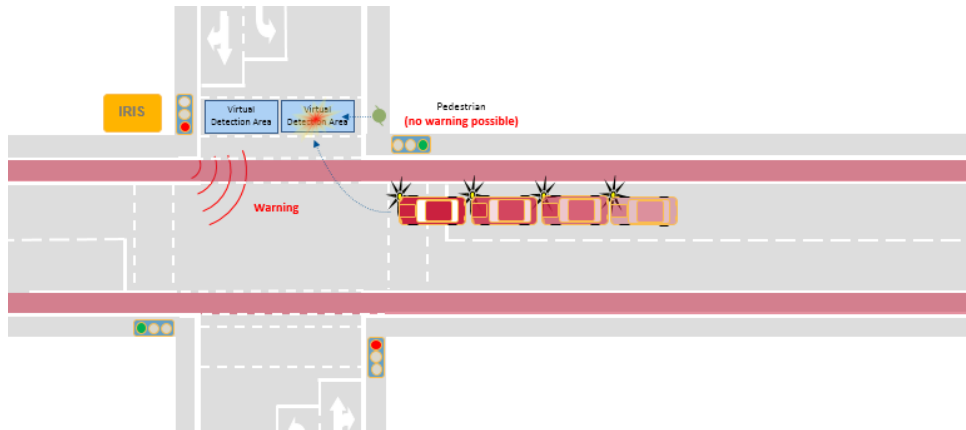 IRIS
Virtual
Detection Area
Virtual
Detection Area
Pedestrian
(no warning possible)
Warning